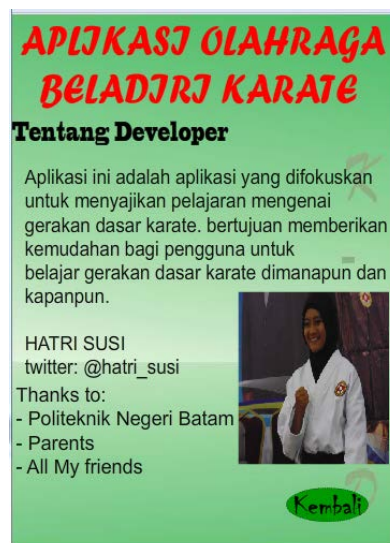 APLIKASI OLAHRAGA
BELADIRI KARATE
Tentang Developer
Aplikasi ini adalah aplikasi yang difokuskan
untuk menyajikan pelajaran mengenai
gerakan dasar karate. bertujuan memberikan
kemudahan bagi pengguna untuk
belajar gerakan dasar karate dimanapun dan
kapanpun.
HATRI SUSI
twitter: @hatri_susi
Thanks to:
- Politeknik Negeri Batam
- Parents
- All My friends
Kembali